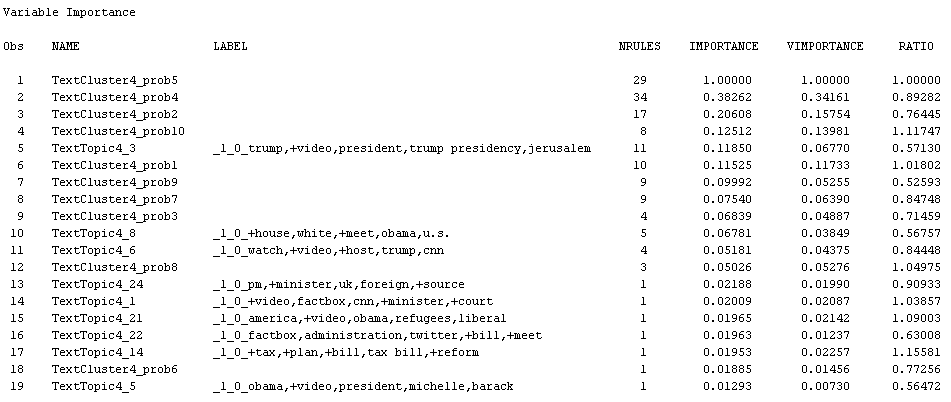 Variable Importance
Obs NAME LABEL NRULES IMPORTANCE VIMPORTANCE RATIO
1 TextCluster4_prob5 29 1.00000 1.00000 1.00000
2 TextCluster4_prob4 34 0.38262 0.34161 0.89282
3 TextCluster4_prob2 17 0.20608 0.15754 0.76445
4 TextCluster4_prob10 8 0.12512 0.13981 1.11747
5 TextTopic4_3 _1_0_trump,+video,president,trump presidency,jerusalem 11 0.11850 0.06770 0.57130
6 TextCluster4_prob1 10 0.11525 0.11733 1.01802
7 TextCluster4_prob9 9 0.09992 0.05255 0.52593
8 TextCluster4_prob7 9 0.07540 0.06390 0.84748
9 TextCluster4_prob3 4 0.06839 0.04887 0.71459
10 TextTopic4_8 _1_0_+house,white,+meet,obama,u.s. 5 0.06781 0.03849 0.56757
11 TextTopic4_6 _1_0_watch,+video,+host,trump,cnn 4 0.05181 0.04375 0.84448
12 TextCluster4_prob8 3 0.05026 0.05276 1.04975
13 TextTopic4_24 _1_0_pm,+minister,uk,foreign,+source 1 0.02188 0.01990 0.90933
14 TextTopic4_1 _1_0_+video,factbox,cnn,+minister,+court 1 0.02009 0.02087 1.03857
15 TextTopic4_21 _1_0_america,+video,obama,refugees,liberal 1 0.01965 0.02142 1.09003
16 TextTopic4_22 _1_0_factbox,administration,twitter,+bill,+meet 1 0.01963 0.01237 0.63008
17 TextTopic4_14 _1_0_+tax,+plan,+bill,tax bill,+reform 1 0.01953 0.02257 1.15581
18 TextCluster4_prob6 1 0.01885 0.01456 0.77256
19 TextTopic4_5 _1_0_obama,+video,president,michelle,barack 1 0.01293 0.00730 0.56472